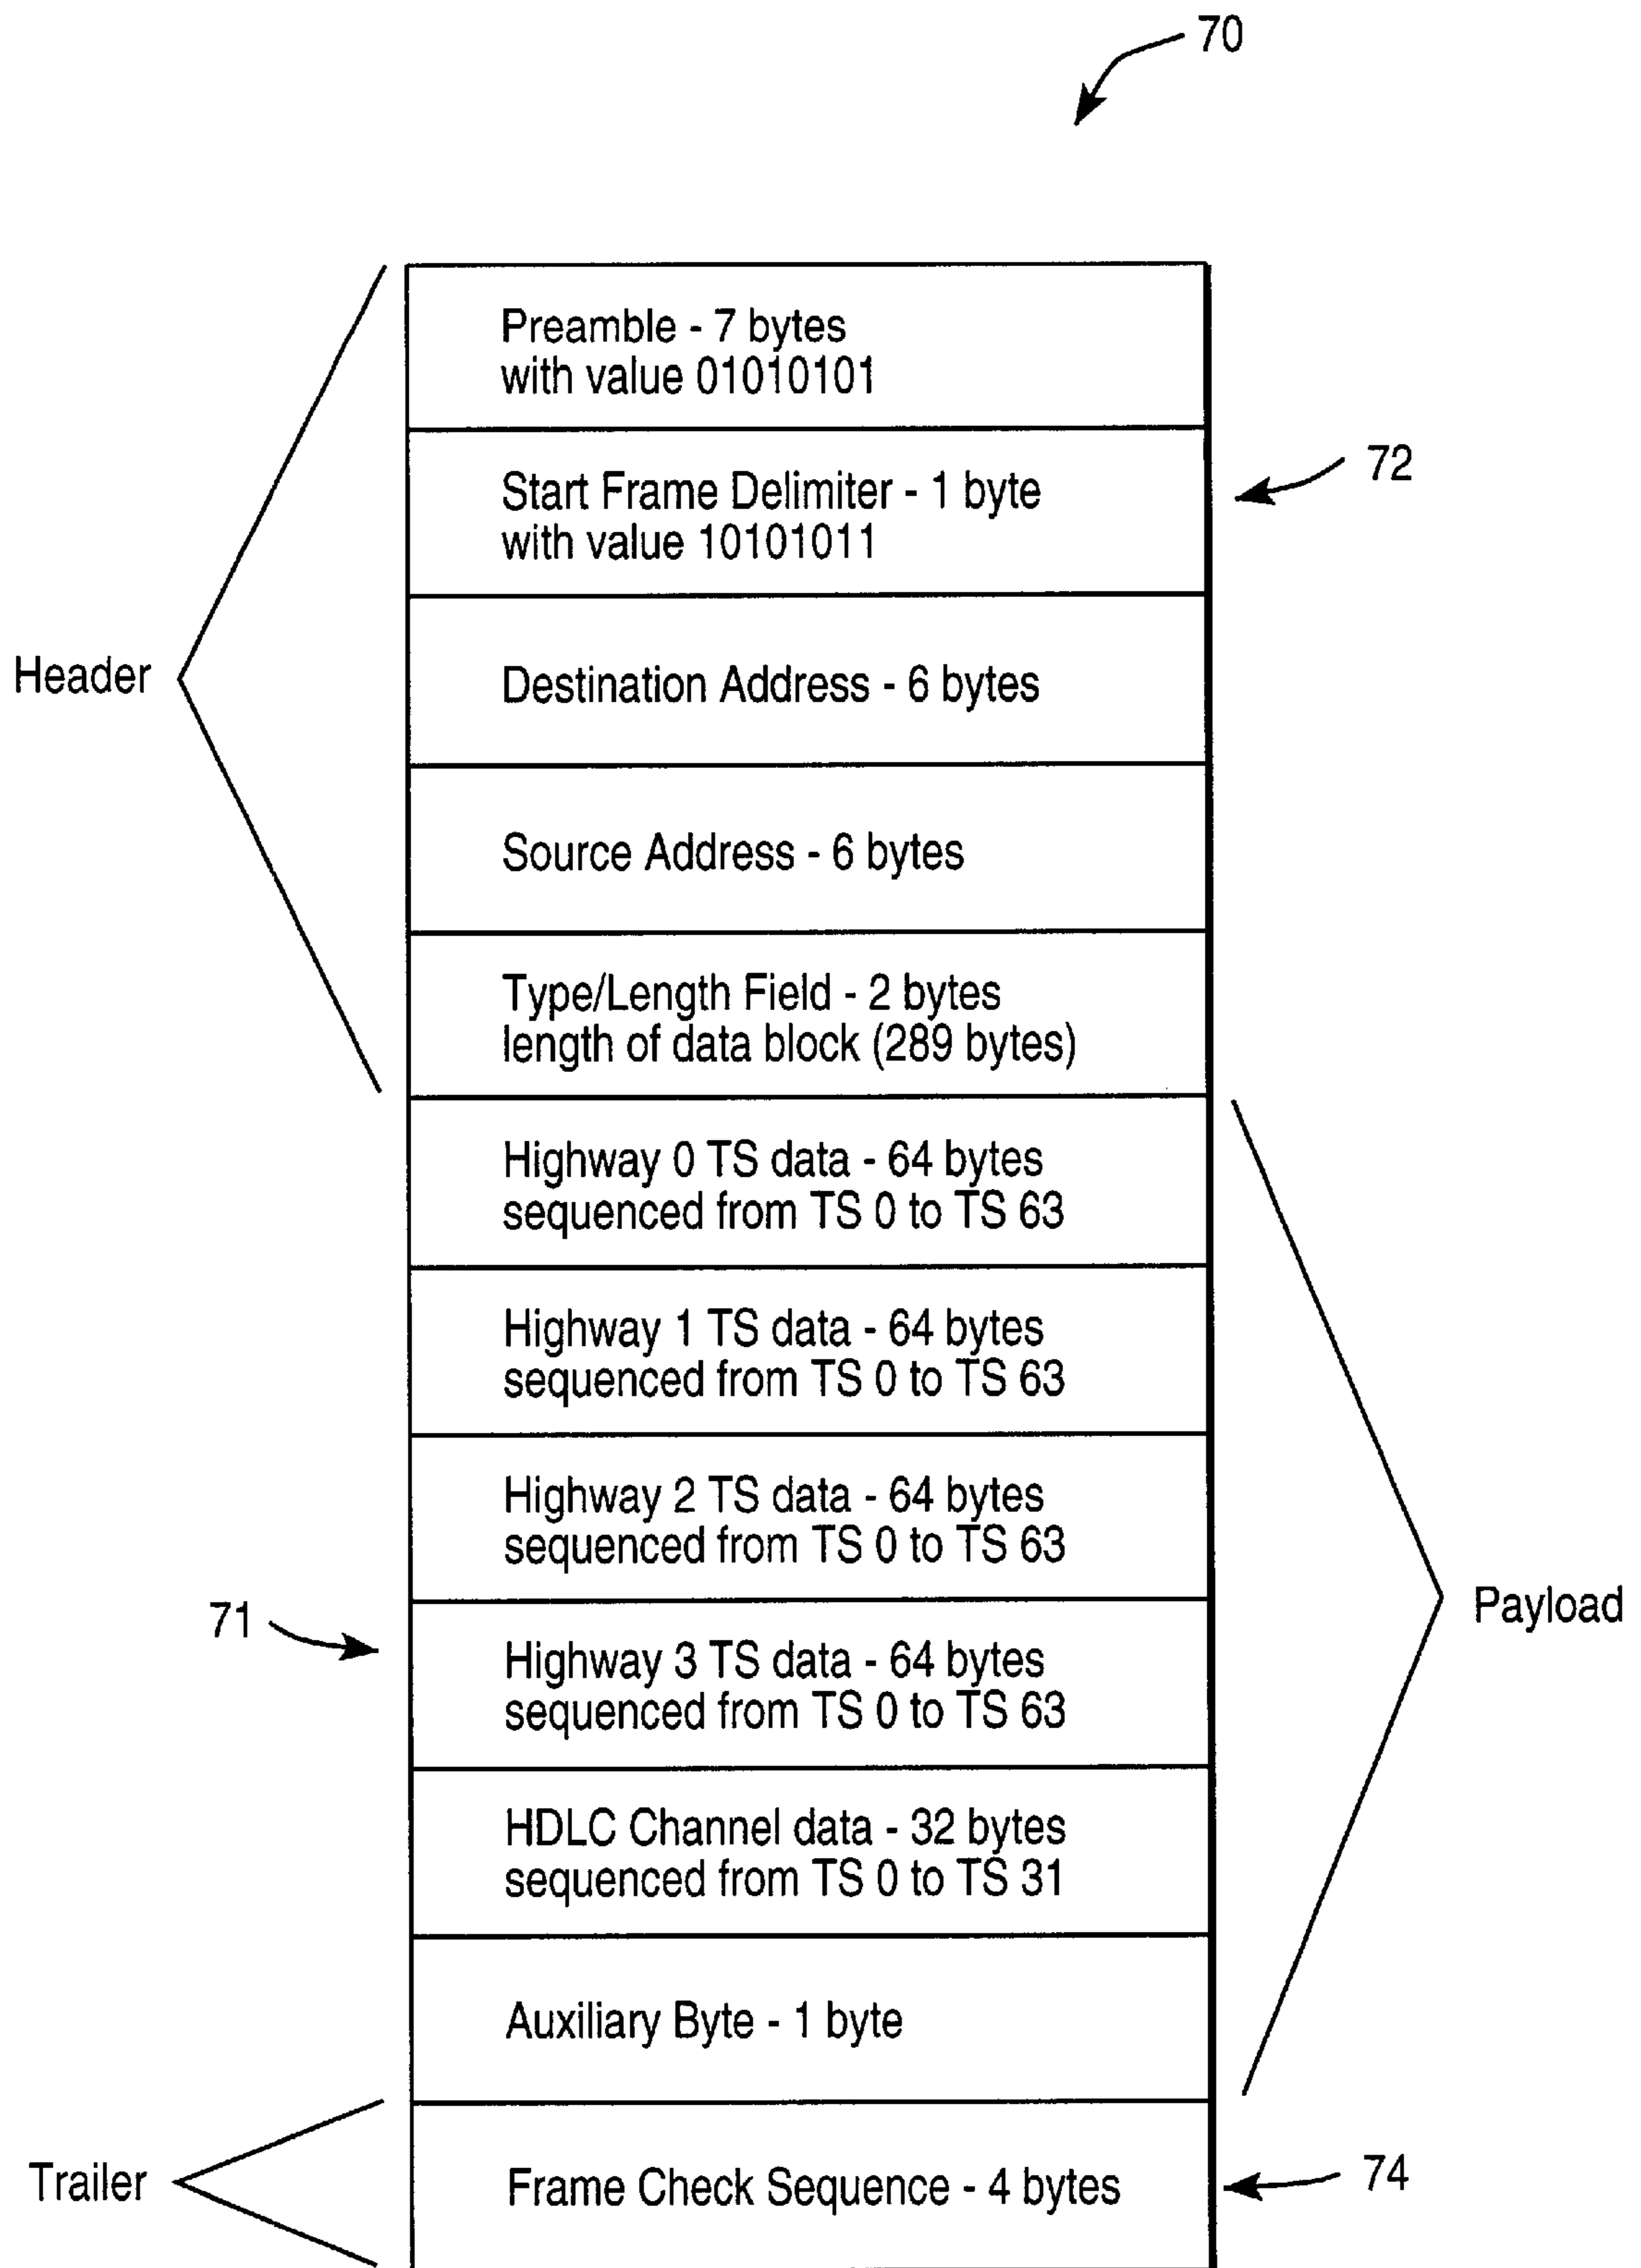 70
Preamble - 7 bytes
with value 01010101
72
Start Frame Delimiter - 1 byte
with value 10101011
Header
Destination Address - 6 bytes
Source Address - 6 bytes
Type/Length Field - 2 bytes
length of data block (289 bytes)
Highway 0 TS data - 64 bytes
sequenced from TS 0 to TS 63
Highway 1 TS data - 64 bytes
sequenced from TS 0 to TS 63
Highway 2 TS data - 64 bytes
sequenced from TS 0 to TS 63
71
Payload
Highway 3 TS data - 64 bytes
sequenced from TS 0 to TS 63
HDLC Channel data - 32 bytes
sequenced from TS 0 to TS 31
Auxiliary Byte - 1 byte
Trailer
Frame Check Sequence - 4 bytes
74